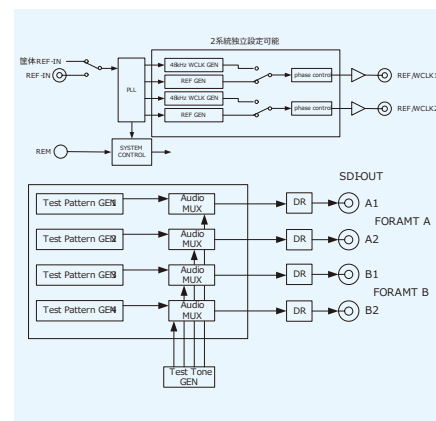 2系統独立設定可能
筐体REF-IN
REF-IN
PLL
48kHz WCLK GEN
REF GEN
48kHz WCLK GEN
REF GEN
phase control
phase control
REF/WCLK1
REF/WCLK2
REM
SYSTEM
CONTROL
SDI-OUT
Test Pattern GEN1
Audio
MUX
DR
A1
FORAMT A
Test Pattern GEN2
Audio
MUX
DR
A2
Test Pattern GEN3
Audio
MUX
DR
B1
FORAMT B
Test Pattern GEN4
Audio
MUX
DR
B2
Test Tone
GEN